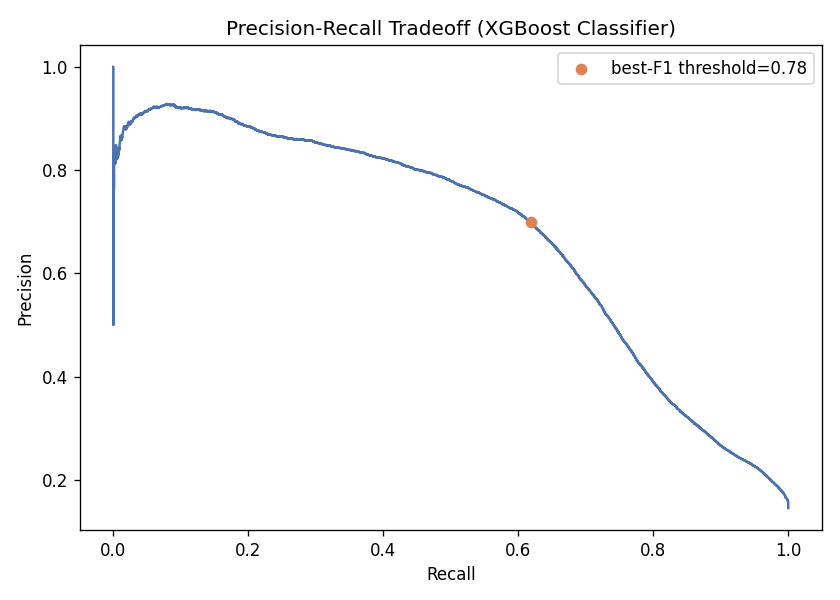 Precision-Recall Tradeoff (XGBoost Classifier)
best-F1 threshold=0.78
1.0
0.8
0.6
0.4
0.2
Precision
0.0
0.2
0.4
0.6
0.8
1.0
Recall